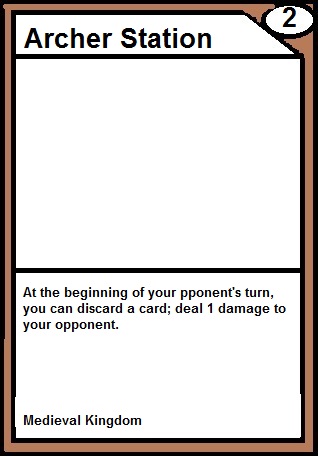 Archer Station
2
At the beginning of your pponent's turn,
you can discard a card; deal 1 damage to
your opponent.
Medieval Kingdom